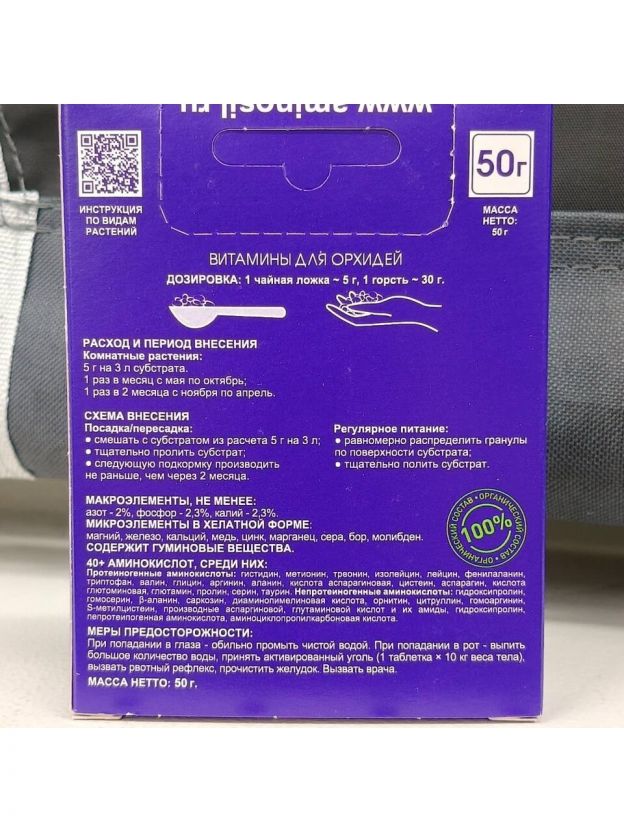 www.aminosil.ru
ИНСТРУКЦИЯ
ПО ВИДАМ
РАСТЕНИЙ
50г
МАССА
НЕТТО:
50 г
ВИТАМИНЫ ДЛЯ ОРХИДЕЙ
ДОЗИРОВКА: 1 чайная ложка ~ 5 г, 1 горсть ~ 30 г.
РАСХОД И ПЕРИОД ВНЕСЕНИЯ
Комнатные растения:
5 г на 3 л субстрата.
1 раз в месяц с мая по октябрь;
1 раз в 2 месяца с ноября по апрель.
СХЕМА ВНЕСЕНИЯ
Посадка/пересадка:
● смешать с субстратом из расчета 5 г на 3 л;
● тщательно пролить субстрат;
● следующую подкормку производить
не раньше, чем через 2 месяца.
Регулярное питание:
● равномерно распределить гранулы
по поверхности субстрата;
● тщательно полить субстрат.
МАКРОЭЛЕМЕНТЫ, НЕ МЕНЕЕ:
азот - 2%, фосфор - 2,3%, калий - 2,3%.
МИКРОЭЛЕМЕНТЫ В ХЕЛАТНОЙ ФОРМЕ:
магний, железо, кальций, медь, цинк, марганец, сера, бор, молибден.
СОДЕРЖИТ ГУМИНОВЫЕ ВЕЩЕСТВА.
ОРГАНИЧЕСКИЙ СОСТАВ • ОРГАНИЧЕСКИЙ СОСТАВ •
100%
40+ АМИНОКИСЛОТ, СРЕДИ НИХ:
Протеиногенные аминокислоты: гистидин, метионин, треонин, изолейцин, лейцин, фенилаланин,
триптофан, валин, глицин, аргинин, аланин, кислота аспарагиновая, цистеин, аспарагин, кислота
глютоминовая, глютамин, пролин, серин, таурин. Непротеиногенные аминокислоты: гидроксипролин,
гомосерин, β-аланин, саркозин, диаминопимелиновая кислота, орнитин, цитруллин, гомоаргинин,
S-метилцистеин, производные аспарагиновой, глутаминовой кислот и их амиды, гидроксипролин,
пепретеипогенная аминокислота, аминоциклопропилкарбоновая кислота.
МЕРЫ ПРЕДОСТОРОЖНОСТИ:
При попадании в глаза - обильно промыть чистой водой. При попадании в рот - выпить
большое количество воды, принять активированный уголь (1 таблетка × 10 кг веса тела),
вызвать рвотный рефлекс, прочистить желудок. Вызвать врача.
МАССА НЕТТО: 50 г.